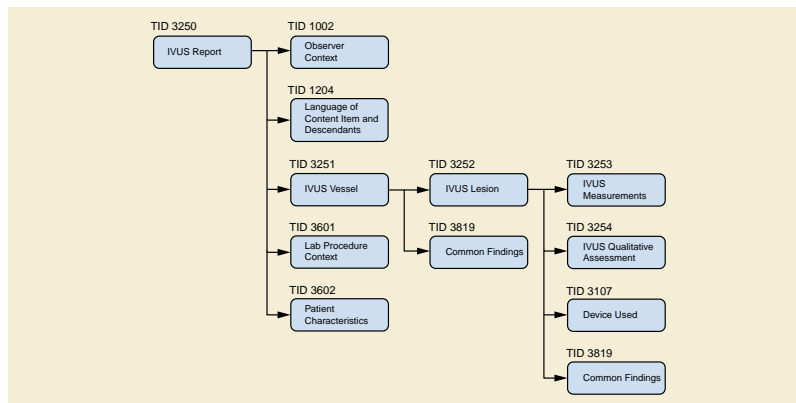 TID 3250
IVUS Report
TID 1002
Observer
Context
TID 1204
Language of
Content Item and
Descendants
TID 3251
IVUS Vessel
TID 3252
IVUS Lesion
TID 3253
IVUS
Measurements
TID 3601
Lab Procedure
Context
TID 3819
Common Findings
TID 3254
IVUS Qualitative
Assessment
TID 3602
Patient
Characteristics
TID 3107
Device Used
TID 3819
Common Findings